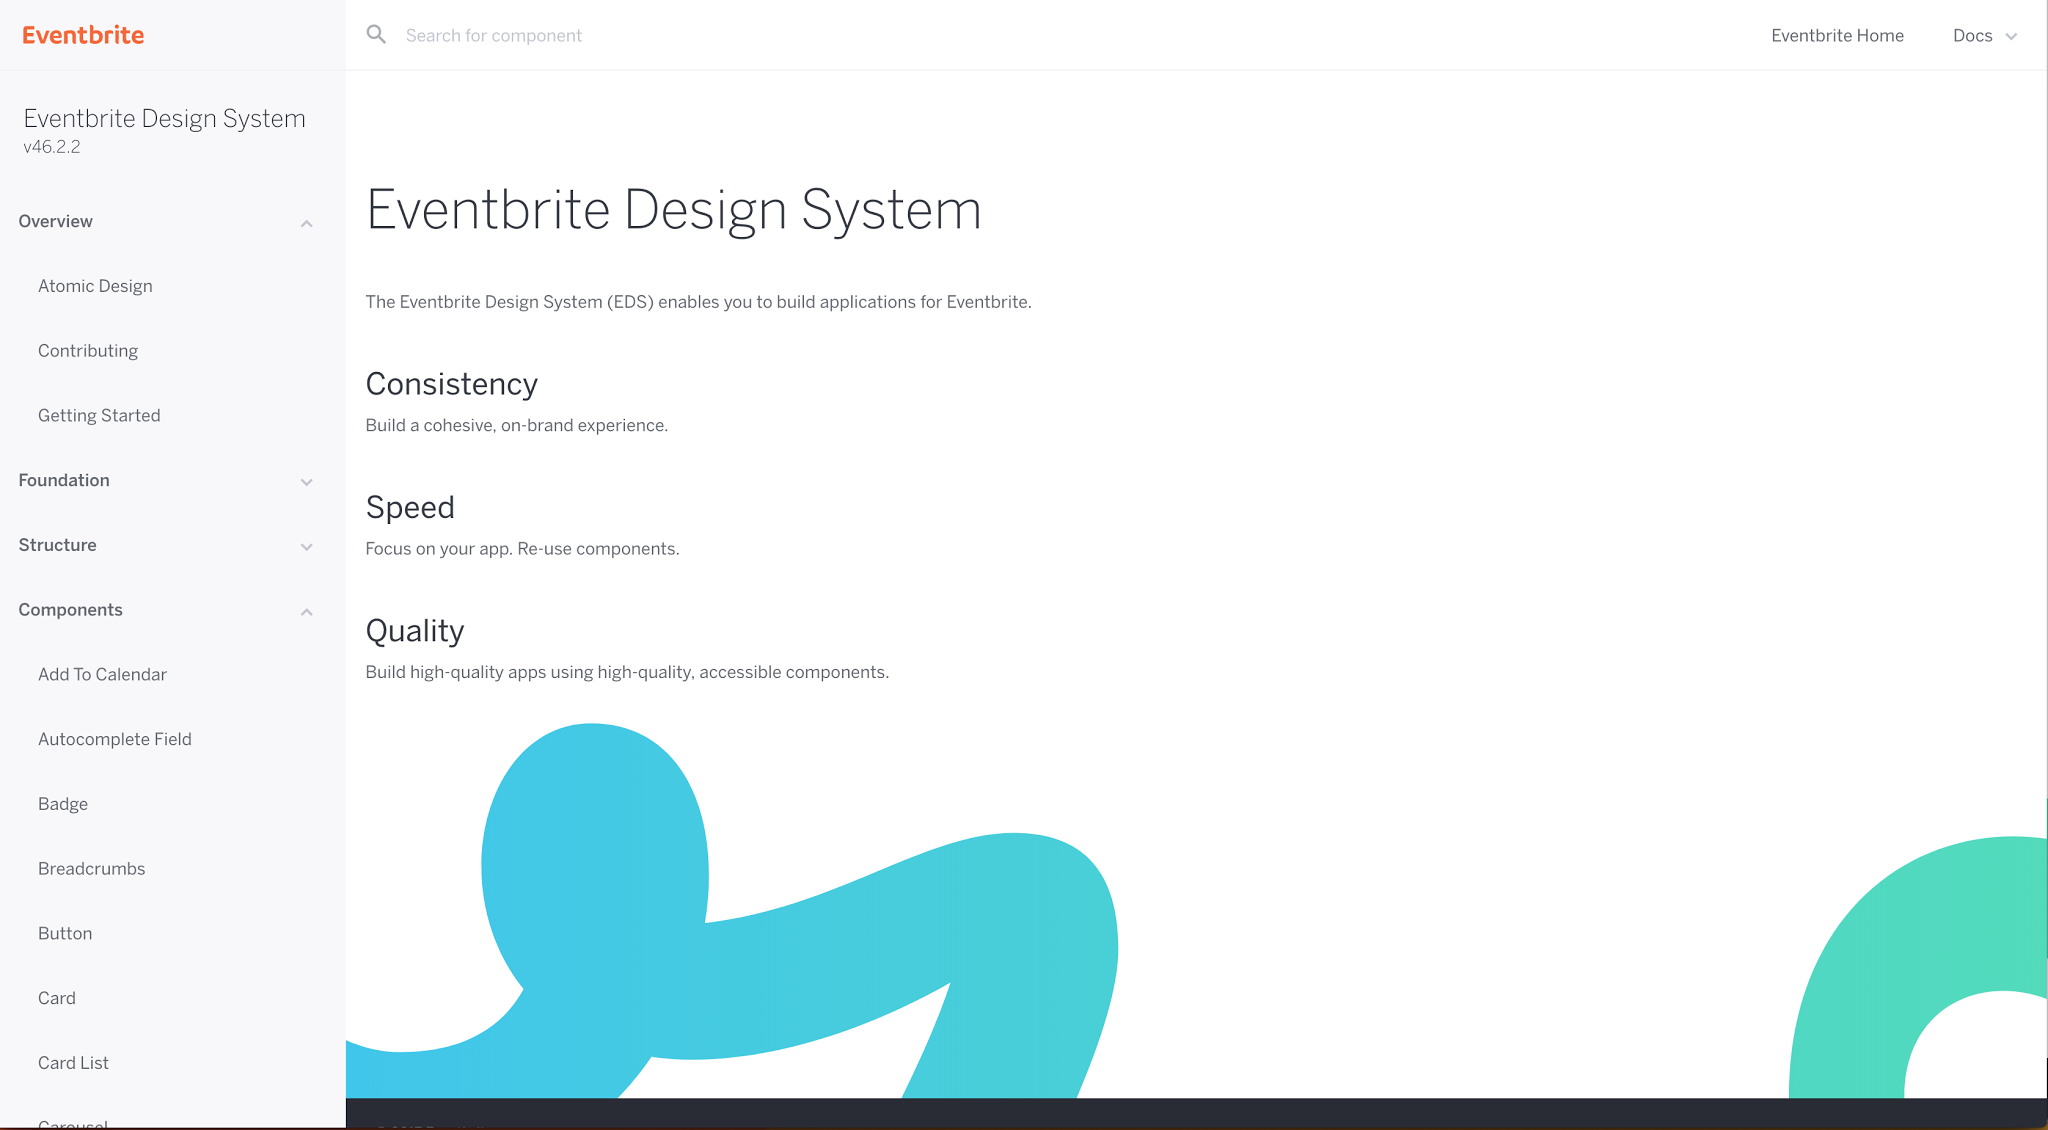 Eventbrite
Search for component
Eventbrite Home
Docs
Eventbrite Design System
v46.2.2
Overview
Atomic Design
Contributing
Getting Started
Foundation
Structure
Components
Add To Calendar
Autocomplete Field
Badge
Breadcrumbs
Button
Card
Card List
Carousel
Eventbrite Design System
The Eventbrite Design System (EDS) enables you to build applications for Eventbrite.
Consistency
Build a cohesive, on-brand experience.
Speed
Focus on your app. Re-use components.
Quality
Build high-quality apps using high-quality, accessible components.